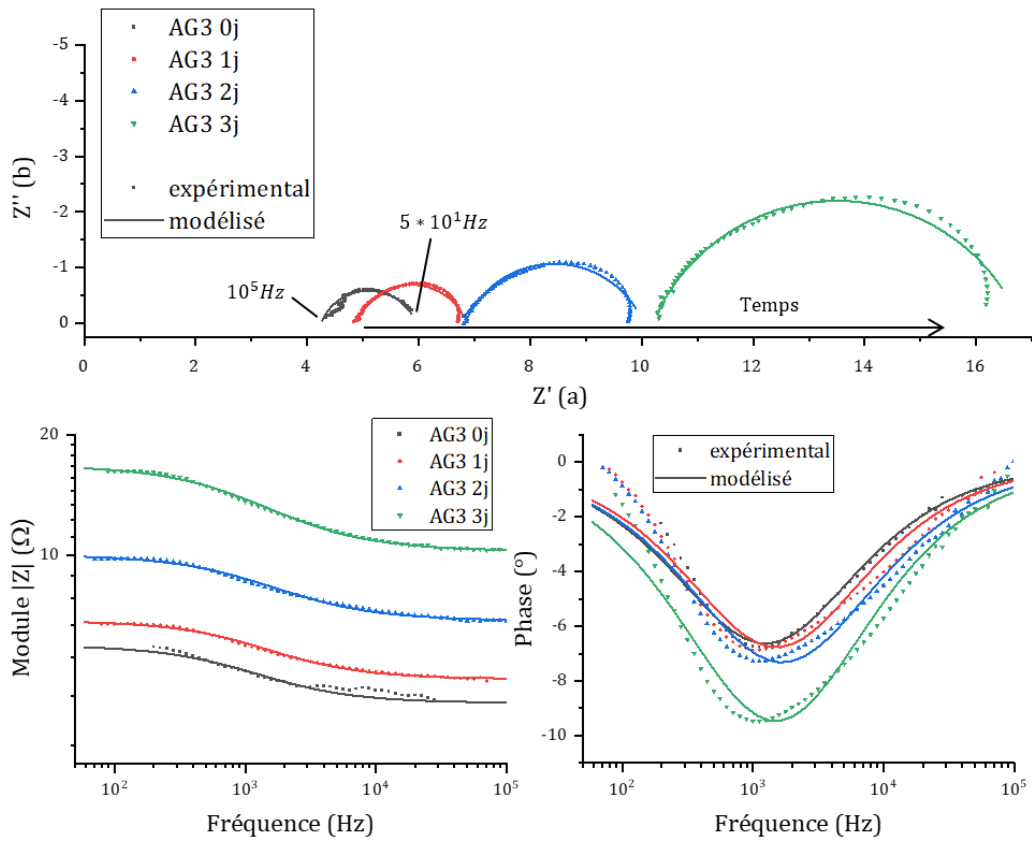 AG3 0j
AG3 1j
AG3 2j
AG3 3j
expérimental
modélisé
-5
-4
-3
-2
-1
0
Z'' (b)
10⁵Hz
5 * 10¹Hz
Temps
0 2 4 6 8 10 12 14 16
Z' (a)
AG3 0j
AG3 1j
AG3 2j
AG3 3j
20
10
Module |Z| (Ω)
10² 10³ 10⁴ 10⁵
Fréquence (Hz)
expérimental
modélisé
0
-2
-4
-6
-8
-10
Phase (°)
10² 10³ 10⁴ 10⁵
Fréquence (Hz)